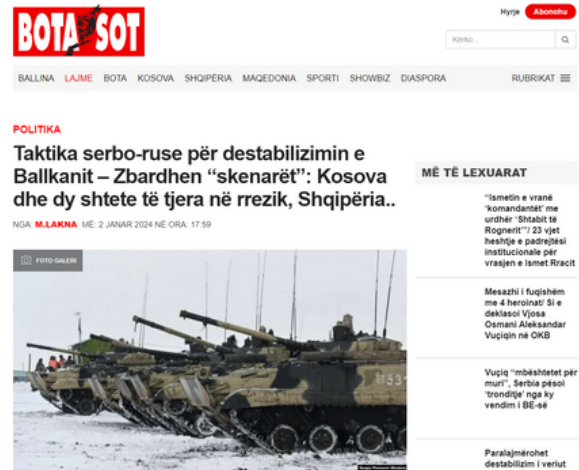 BOTA SOT
Hyrje Abonohu
Kërko...
BALLINA LAJME BOTA KOSOVA SHQIPËRIA MAQEDONIA SPORTI SHOWBIZ DIASPORA RUBRIKAT
POLITIKA
Taktika serbo-ruse për destabilizimin e
Ballkanit – Zbardhen “skenarët”: Kosova
dhe dy shtete të tjera në rrezik, Shqipëria..
NGA: M.LAKNA MË: 2 JANAR 2024 NË ORA: 17:59
FOTO GALERI
531
MË TË LEXUARAT
“Ismetin e vranë
‘komandantët’ me
urdhër ‘Shtabit të
Rognerit’”/ 23 vjet
heshtje e padrejtësi
institucionale për
vrasjen e Ismet Rracit
Mesazhi i fuqishëm
me 4 heroinat/ Si e
deklasoi Vjosa
Osmani Aleksandar
Vuçiqin në OKB
Vuçiq “mbështetet për
muri”, Serbia pësoi
‘tronditje’ nga ky
vendim i BE-së
Paralajmërohet
destabilizim i veriut